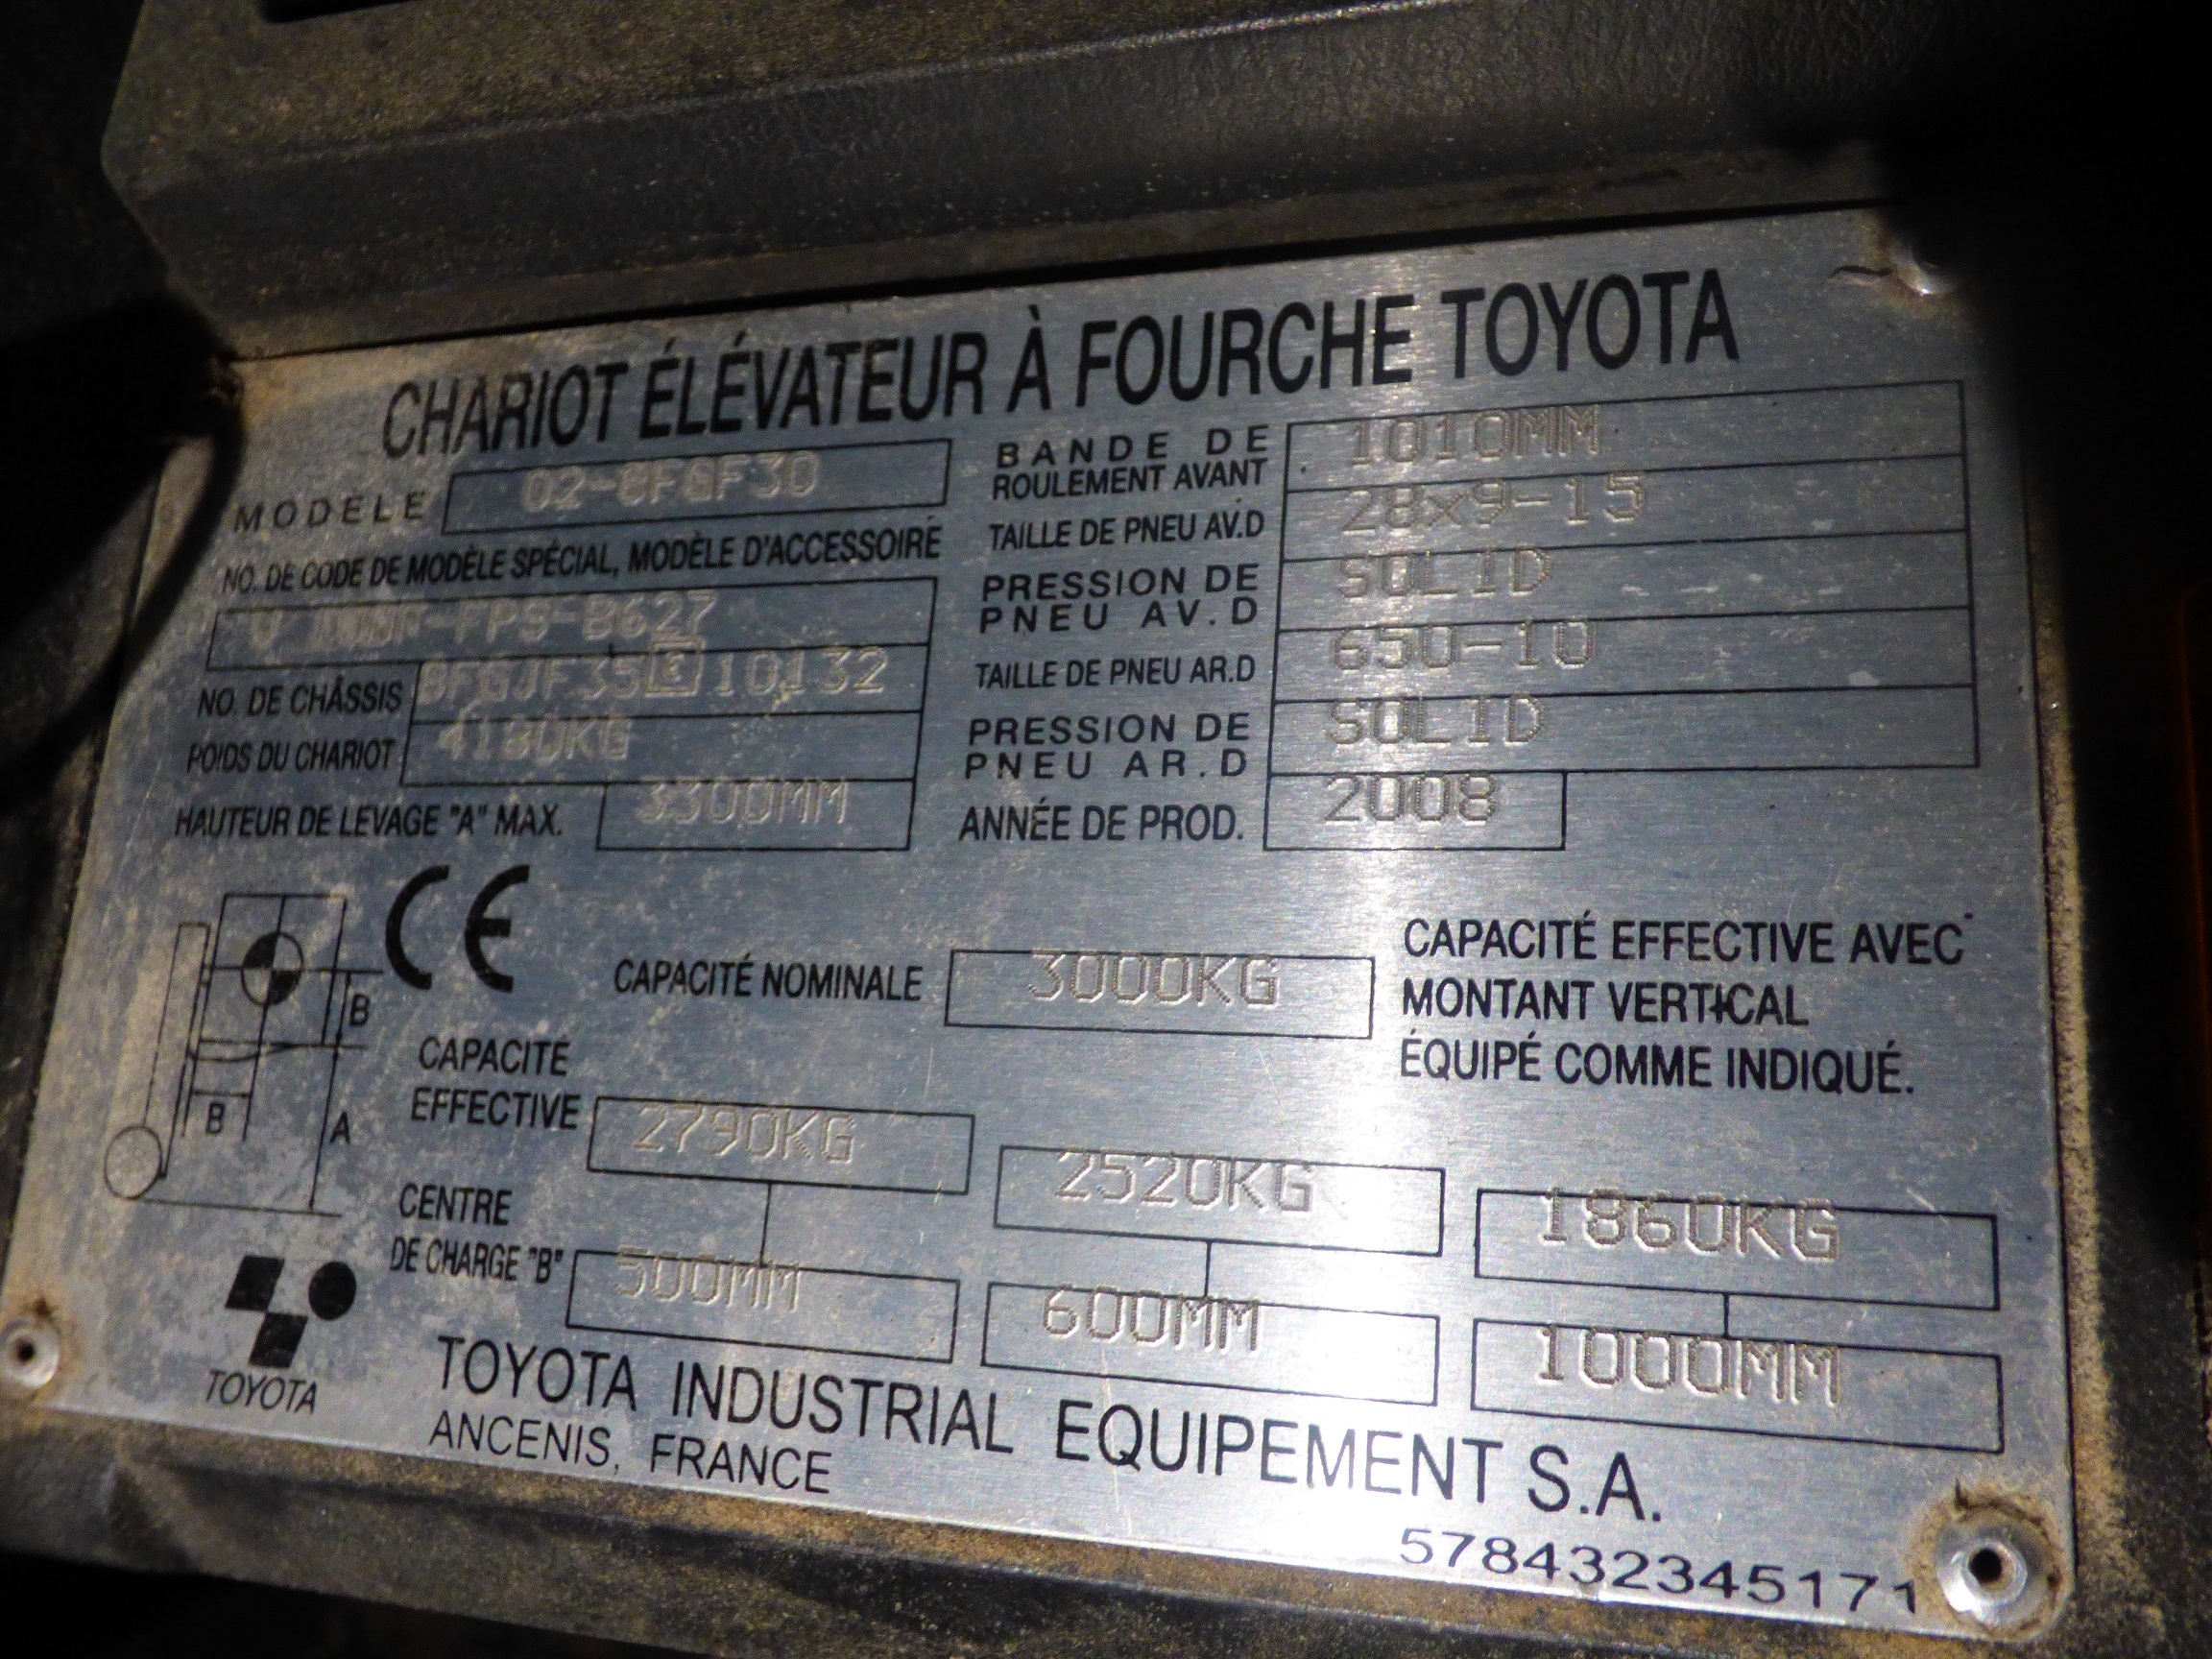 CHARIOT ÉLÉVATEUR À FOURCHE TOYOTA
MODÈLE 02-8FGF30
NO. DE CODE DE MODÈLE SPÉCIAL, MODÈLE D'ACCESSOIRE
V
NO. DE CHÂSSIS 8FGJF35E10132
POIDS DU CHARIOT 4180KG
HAUTEUR DE LEVAGE "A" MAX. 3300MM
BANDE DE
ROULEMENT AVANT 1010MM
TAILLE DE PNEU AV.D 28x9-15
PRESSION DE
PNEU AV.D SOLID
TAILLE DE PNEU AR.D 650-10
PRESSION DE
PNEU AR.D SOLID
ANNÉE DE PROD. 2008
CE
B
B
A
CAPACITÉ NOMINALE 3000KG
CAPACITÉ EFFECTIVE AVEC
MONTANT VERTICAL
ÉQUIPÉ COMME INDIQUÉ.
CAPACITÉ
EFFECTIVE 2790KG 2520KG 1860KG
CENTRE
DE CHARGE "B" 500MM 600MM 1000MM
TOYOTA
TOYOTA INDUSTRIAL EQUIPEMENT S.A.
ANCENIS, FRANCE
578432345171